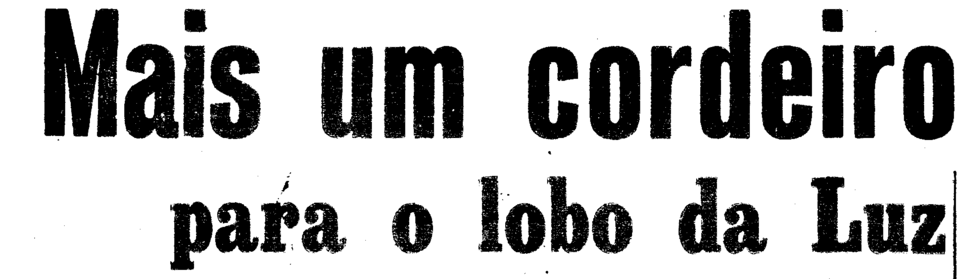 Mais um cordeiro
para o lobo da Luz